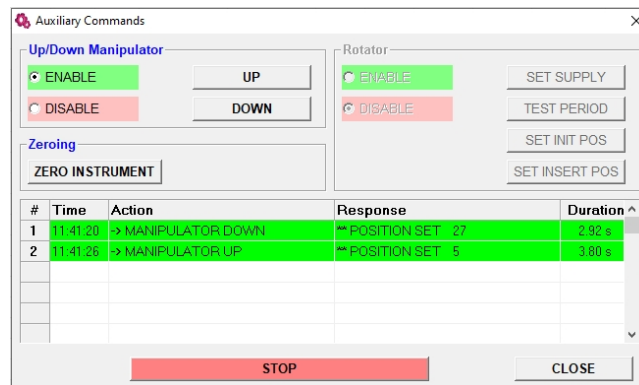 Auxiliary Commands
Up/Down Manipulator
ENABLE
UP
DISABLE
DOWN
Rotator
ENABLE
SET SUPPLY
DISABLE
TEST PERIOD
SET INIT POS
SET INSERT POS
Zeroing
ZERO INSTRUMENT
# Time Action Response Duration
1 11:41:20 -> MANIPULATOR DOWN ** POSITION SET 27 2.92 s
2 11:41:26 -> MANIPULATOR UP ** POSITION SET 5 3.80 s
STOP
CLOSE